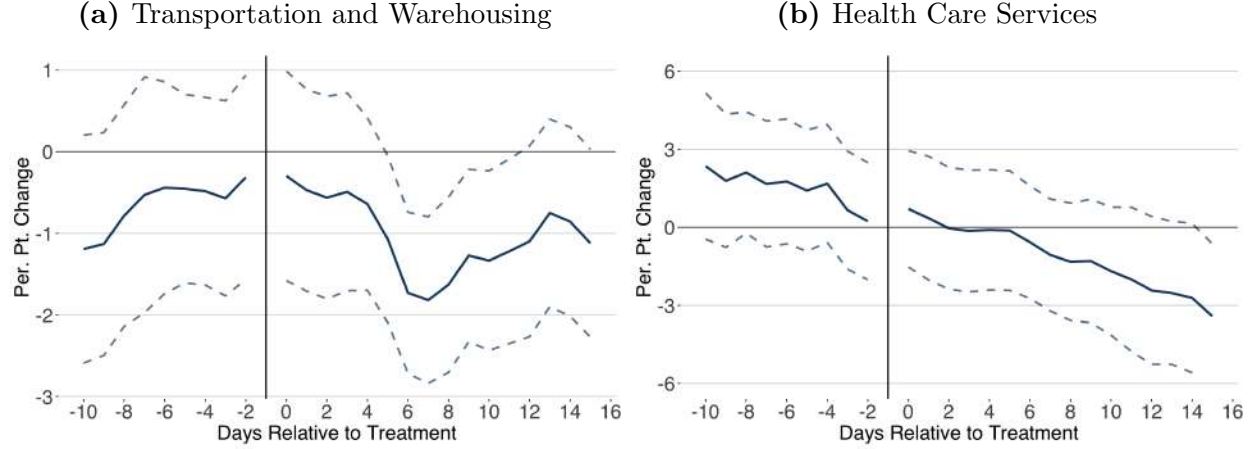 (a) Transportation and Warehousing
Per. Pt. Change
1
0
-1
-2
-3
-10 -8 -6 -4 -2 0 2 4 6 8 10 12 14 16
Days Relative to Treatment
(b) Health Care Services
Per. Pt. Change
6
3
0
-3
-6
-10 -8 -6 -4 -2 0 2 4 6 8 10 12 14 16
Days Relative to Treatment